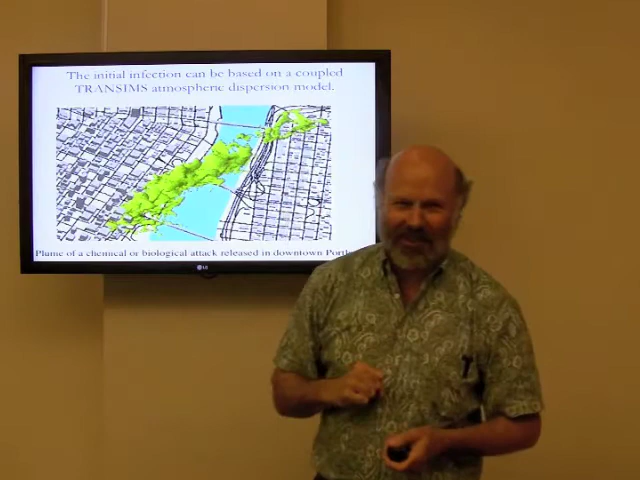 The initial infection can be based on a coupled
TRANSIMS atmospheric dispersion model.
Plume of a chemical or biological attack released in downtown
LG